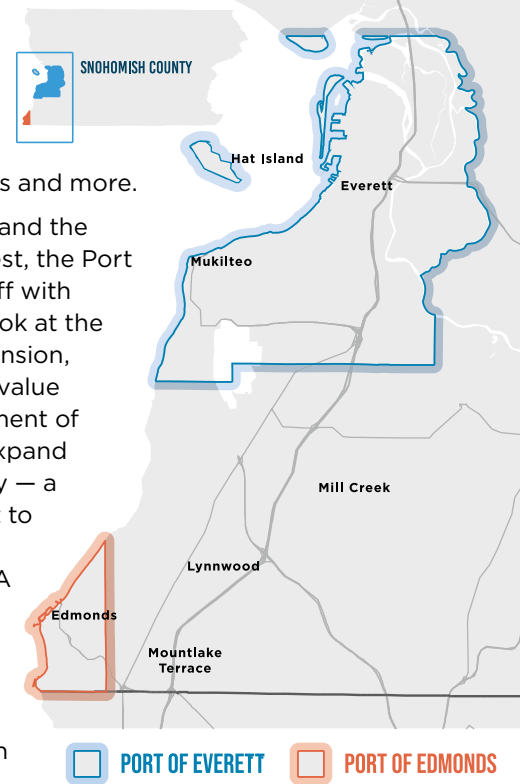 SNOHOMISH COUNTY
s and more.
and the
est, the Port
ff with
ok at the
nsion,
value
ment of
xpand
y — a
t to
A
n
Hat Island
Everett
Mukilteo
Mill Creek
Lynnwood
Edmonds
Mountlake
Terrace
PORT OF EVERETT
PORT OF EDMONDS